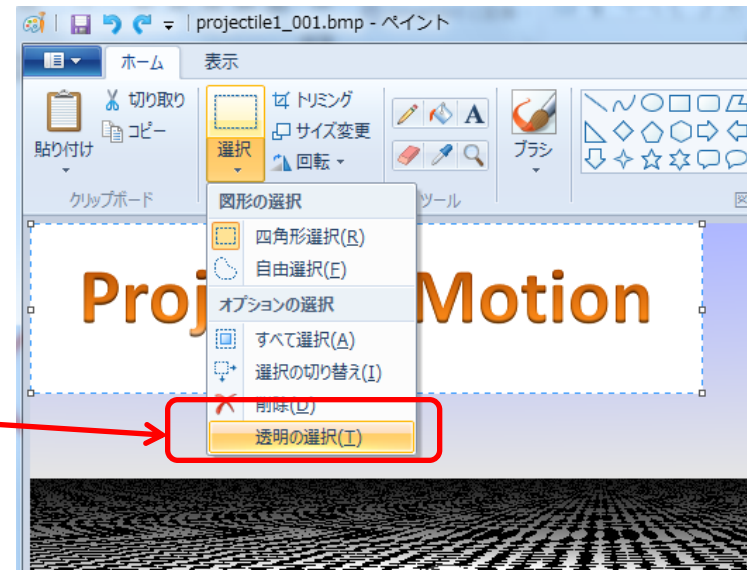 projectile1_001.bmp - ペイント
ホーム 表示
切り取り
コピー
貼り付け
クリップボード
選択
トリミング
サイズ変更
回転
A
ツール
ブラシ
図形の選択
四角形選択(R)
自由選択(F)
オプションの選択
すべて選択(A)
選択の切り替え(I)
削除(D)
透明の選択(T)
Proj Motion